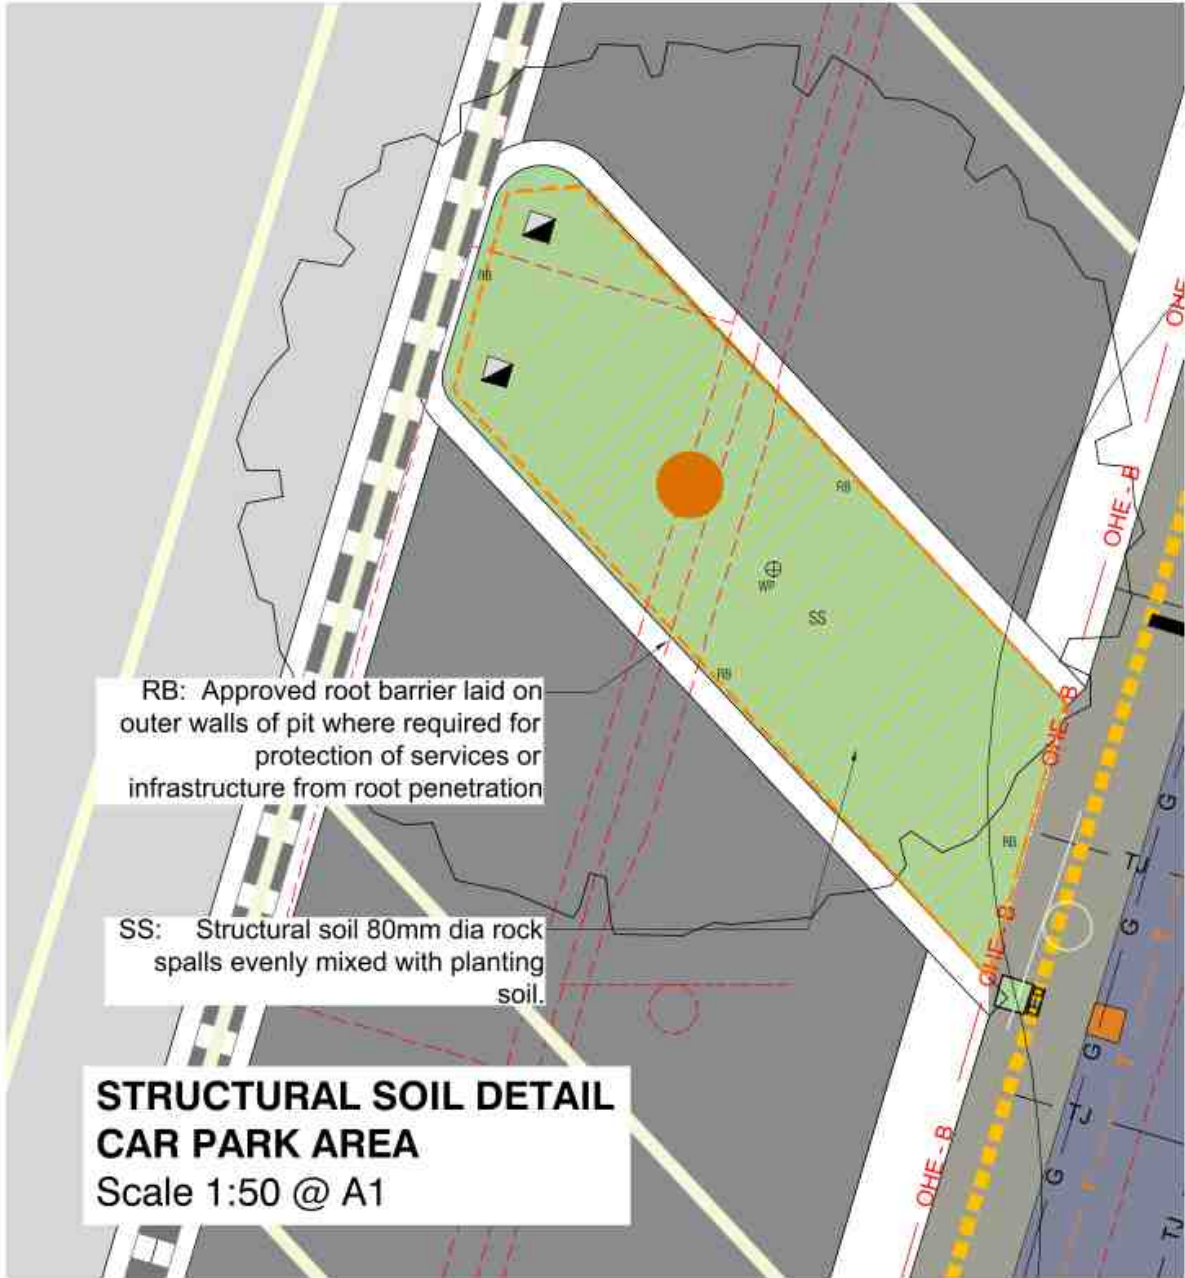 OHE
OHE - B
RB
RB
WP
SS
RB
RB: Approved root barrier laid on
outer walls of pit where required for
protection of services or
infrastructure from root penetration
OHE - B
G
RB
TJ
G
SS: Structural soil 80mm dia rock
spalls evenly mixed with planting
soil.
OHE - B
G
TJ
STRUCTURAL SOIL DETAIL
CAR PARK AREA
Scale 1:50 @ A1
OHE - B
G
TJ